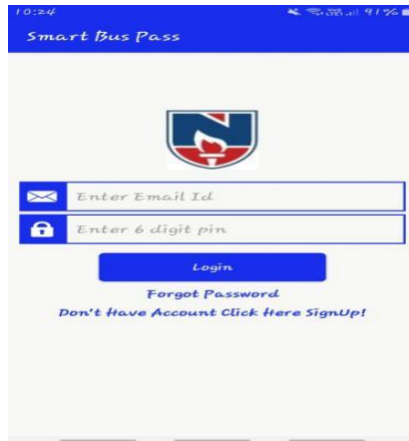 10:24 91%
Smart Bus Pass
Enter Email Id
Enter 6 digit pin
Login
Forgot Password
Don't Have Account Click Here SignUp!